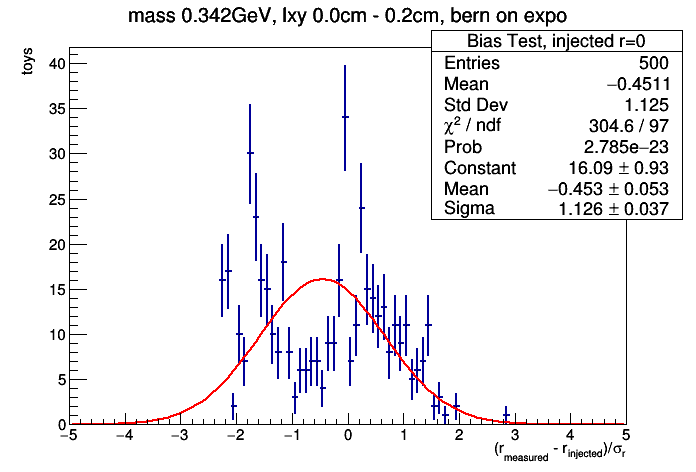 mass 0.342GeV, lxy 0.0cm - 0.2cm, bern on expo
Bias Test, injected r=0
Entries 500
Mean −0.4511
Std Dev 1.125
χ² / ndf 304.6 / 97
Prob 2.785e−23
Constant 16.09 ± 0.93
Mean −0.453 ± 0.053
Sigma 1.126 ± 0.037
toys
40
35
30
25
20
15
10
5
0
−5 −4 −3 −2 −1 0 1 2 3 4 5
(r_measured - r_injected)/σ_r